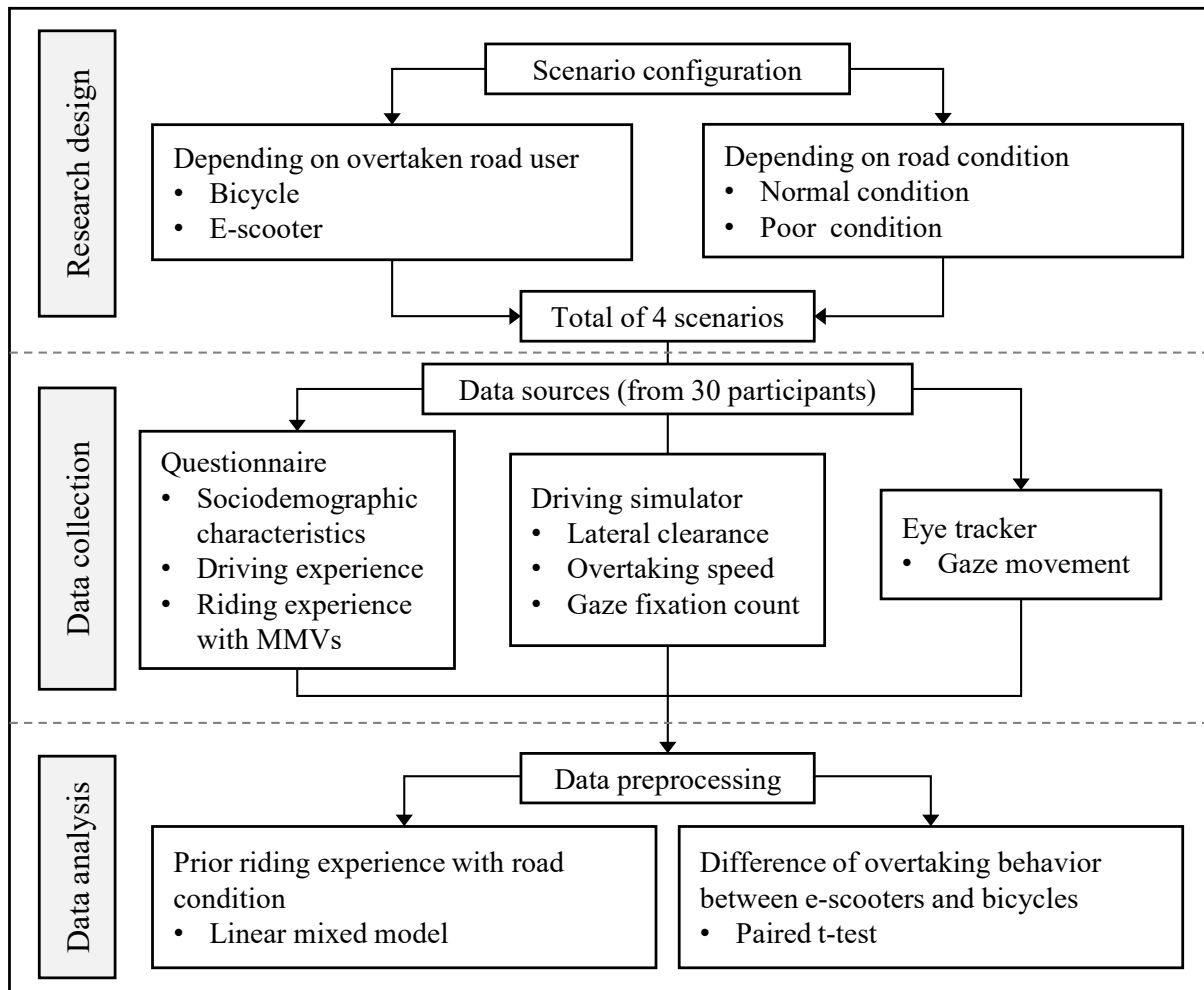 Research design
Scenario configuration
Depending on overtaken road user
• Bicycle
• E-scooter
Depending on road condition
• Normal condition
• Poor condition
Total of 4 scenarios
Data collection
Data sources (from 30 participants)
Questionnaire
• Sociodemographic
characteristics
• Driving experience
• Riding experience
with MMVs
Driving simulator
• Lateral clearance
• Overtaking speed
• Gaze fixation count
Eye tracker
• Gaze movement
Data analysis
Data preprocessing
Prior riding experience with road
condition
• Linear mixed model
Difference of overtaking behavior
between e-scooters and bicycles
• Paired t-test